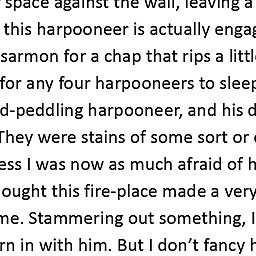 space against the wall, leaving a
this harpooneer is actually engag
sarmon for a chap that rips a littl
for any four harpooneers to sleep
d-peddling harpooneer, and his d
They were stains of some sort or
ess I was now as much afraid of h
ought this fire-place made a very
me. Stammering out something, I
rn in with him. But I don’t fancy h